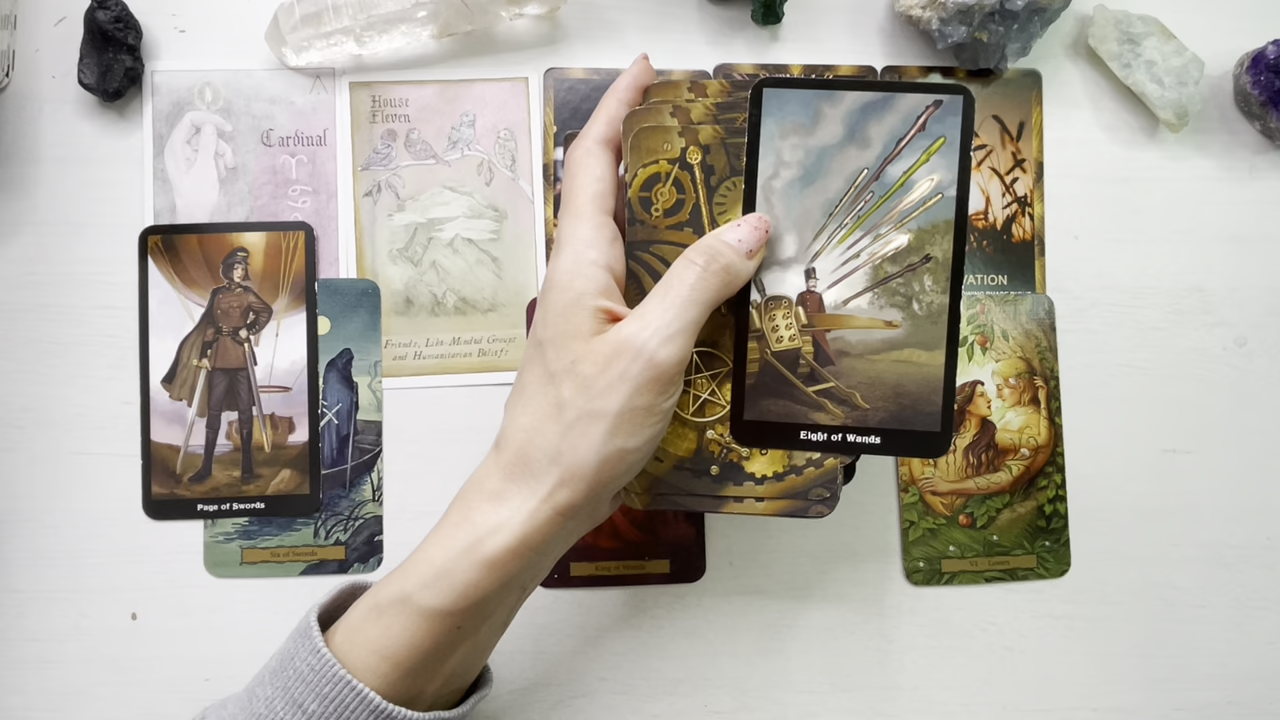 Cardinal
House
Eleven
Friends, Like-Minded Groups
and Humanitarian Beliefs
VATION
Eight of Wands
Page of Swords
Six of Swords
King of Wands
VI - Lovers